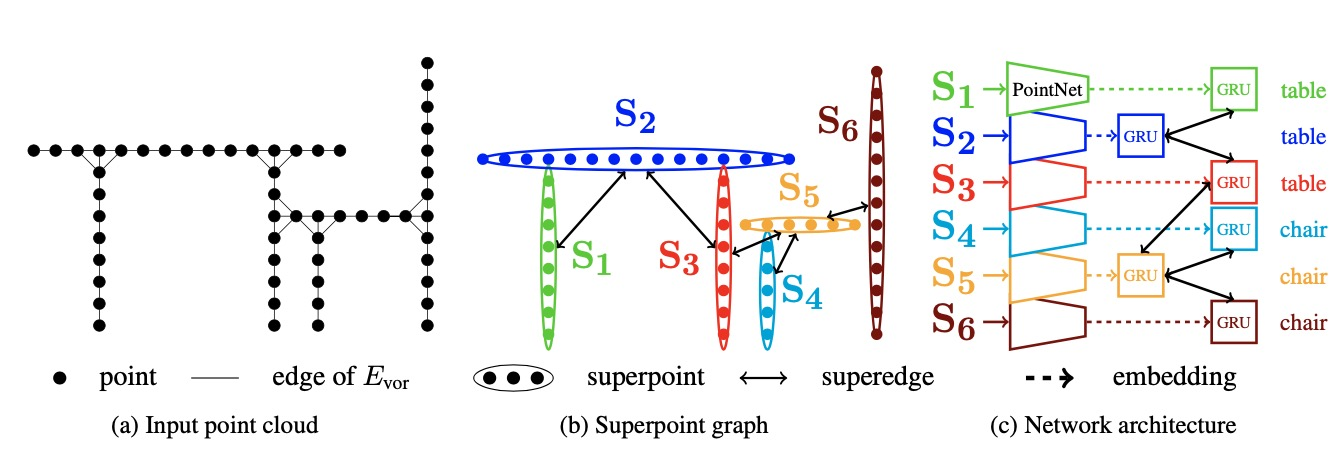 S2
S6
S5
S1
S3
S4
S1 PointNet GRU table
S2 GRU table
S3 GRU table
S4 GRU chair
S5 GRU chair
S6 GRU chair
point edge of Evor superpoint superedge embedding
(a) Input point cloud (b) Superpoint graph (c) Network architecture